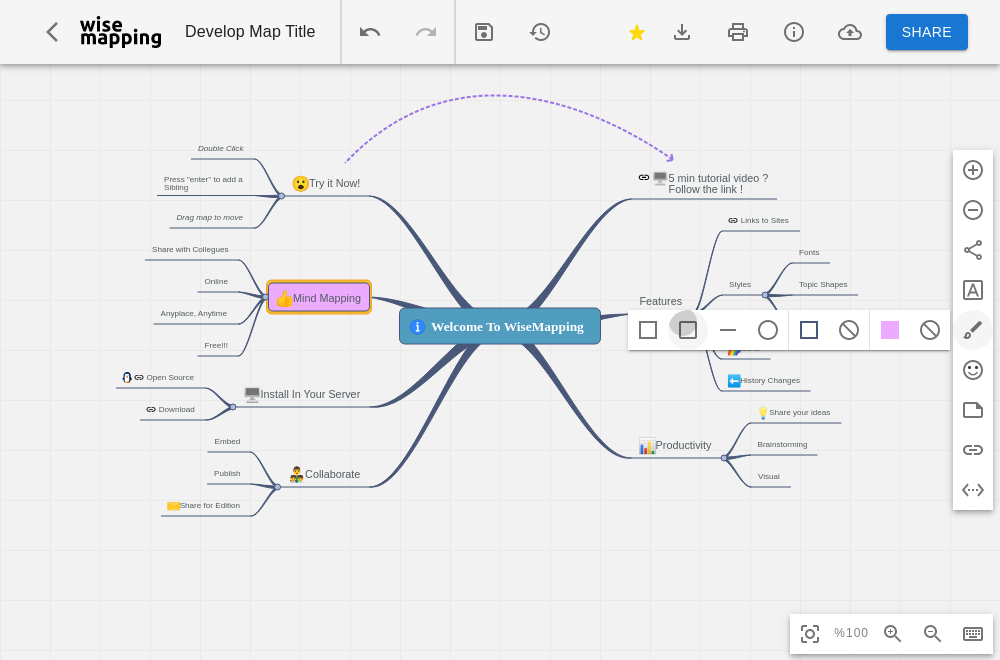 wise
mapping
Develop Map Title
SHARE
Double Click
Press "enter" to add a
Sibling
Drag map to move
😮Try it Now!
Share with Collegues
Online
Anyplace, Anytime
Free!!!
👍Mind Mapping
Open Source
Download
Install In Your Server
Embed
Publish
Share for Edition
Collaborate
Welcome To WiseMapping
5 min tutorial video ?
Follow the link !
Links to Sites
Fonts
Styles
Topic Shapes
Features
History Changes
Share your ideas
Productivity
Brainstorming
Visual
%100